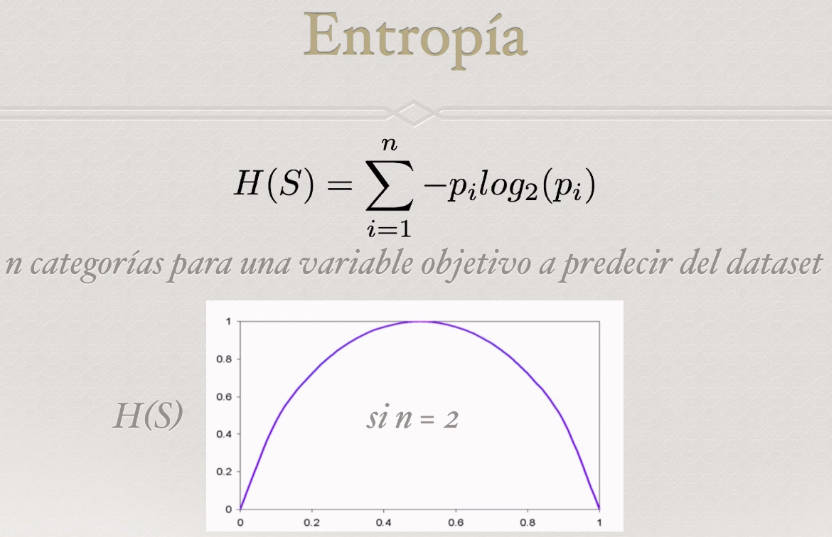 Entropía
H(S) = \sum_{i=1}^{n} -p_i log_2(p_i)
n categorías para una variable objetivo a predecir del dataset
1
0.8
0.6
H(S)
si n = 2
0.4
0.2
0
0 0.2 0.4 0.6 0.8 1